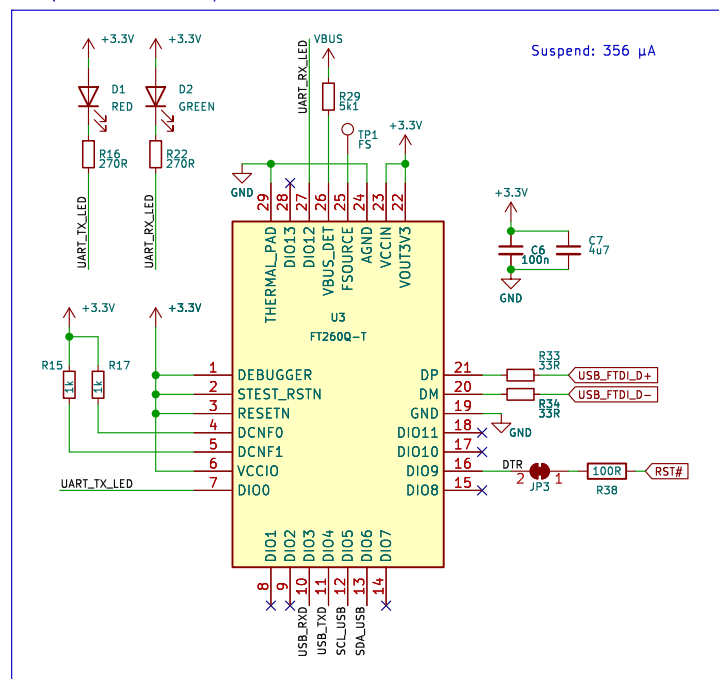 Suspend: 356 µA
+3.3V
+3.3V
VBUS
D1
RED
D2
GREEN
UART_RX_LED
R29
5k1
TP1
FS
+3.3V
R16
270R
R22
270R
GND
UART_TX_LED
UART_RX_LED
29
28
27
26
25
24
23
22
THERMAL_PAD
DIO13
DIO12
VBUS_DET
FSOURCE
AGND
VCCIN
VOUT3V3
+3.3V
C6
100n
C7
4u7
GND
U3
FT260Q-T
+3.3V
+3.3V
R15
1k
1k
R17
1
DEBUGGER
2
STEST_RSTN
3
RESETN
4
DCNF0
5
DCNF1
6
VCCIO
7
DIO0
UART_TX_LED
DP
21
R33
33R
USB_FTDI_D+
DM
20
R34
33R
USB_FTDI_D-
GND
19
GND
DIO11
18
DIO10
17
DIO9
16
DTR
2
JP3
1
100R
R38
RST#
DIO8
15
DIO1
DIO2
DIO3
DIO4
DIO5
DIO6
DIO7
8
9
10
11
12
13
14
USB_RXD
USB_TXD
SCL_USB
SDA_USB